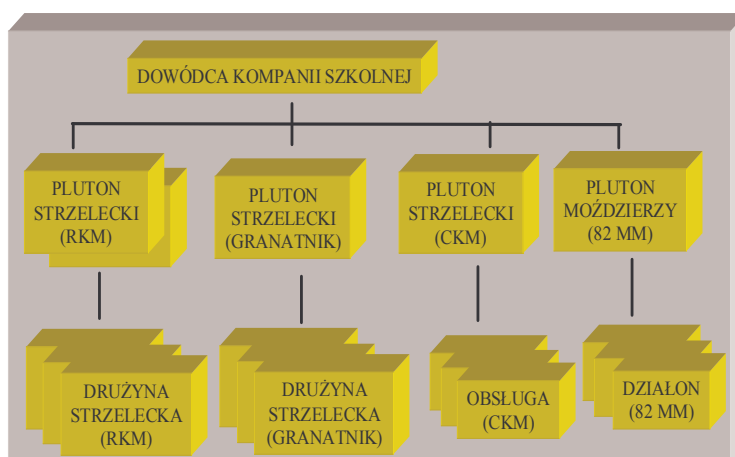 DOWÓDCA KOMPANII SZKOLNEJ
PLUTON
STRZELECKI
(RKM)
PLUTON
STRZELECKI
(GRANATNIK)
PLUTON
STRZELECKI
(CKM)
PLUTON
MOŹDZIERZY
(82 MM)
DRUŻYNA
STRZELECKA
(RKM)
DRUŻYNA
STRZELECKA
(GRANATNIK)
OBSŁUGA
(CKM)
DZIAŁON
(82 MM)